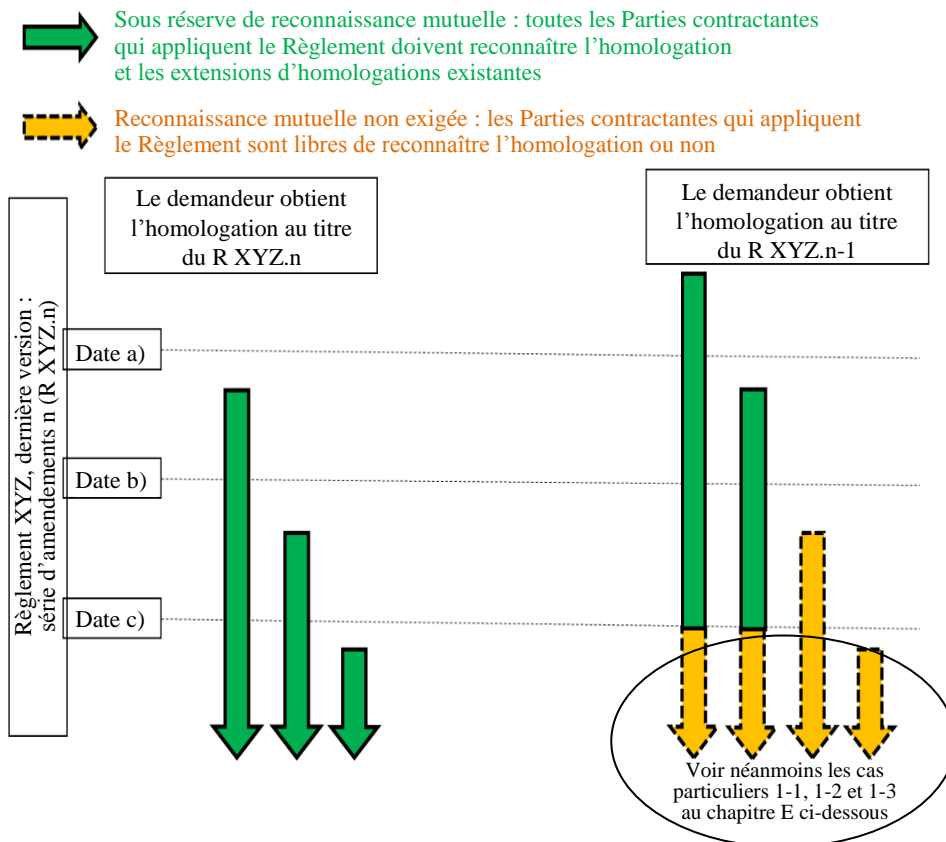 Sous réserve de reconnaissance mutuelle : toutes les Parties contractantes
qui appliquent le Règlement doivent reconnaître l’homologation
et les extensions d’homologations existantes
Reconnaissance mutuelle non exigée : les Parties contractantes qui appliquent
le Règlement sont libres de reconnaître l’homologation ou non
Règlement XYZ, dernière version :
série d’amendements n (R XYZ.n)
Le demandeur obtient
l’homologation au titre
du R XYZ.n
Le demandeur obtient
l’homologation au titre
du R XYZ.n-1
Date a)
Date b)
Date c)
Voir néanmoins les cas
particuliers 1-1, 1-2 et 1-3
au chapitre E ci-dessous